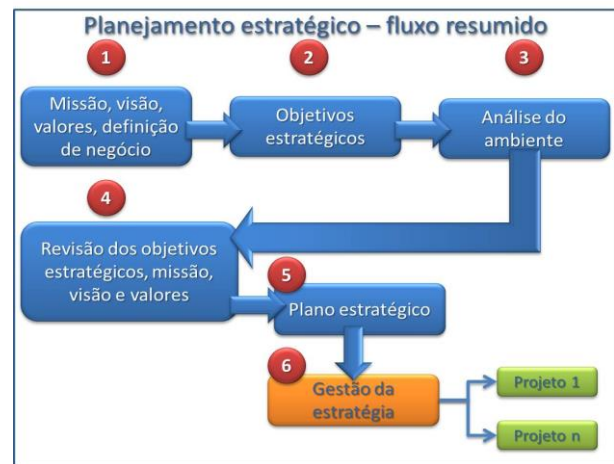 Planejamento estratégico – fluxo resumido
1
2
3
Missão, visão,
valores, definição
de negócio
Objetivos
estratégicos
Análise do
ambiente
4
Revisão dos objetivos
estratégicos, missão,
visão e valores
5
Plano estratégico
6
Gestão da
estratégia
Projeto 1
Projeto n